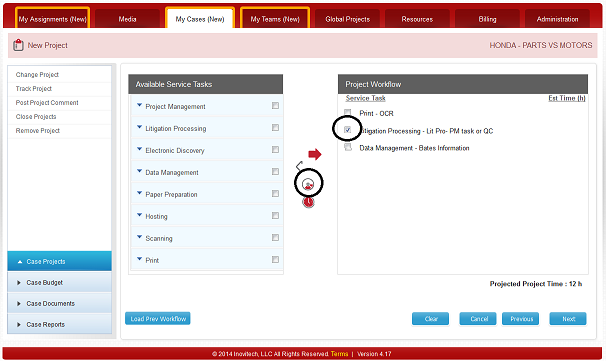 My Assignments (New) Media My Cases (New) My Teams (New) Global Projects Resources Billing Administration
New Project HONDA - PARTS VS MOTORS
Change Project
Track Project
Post Project Comment
Close Projects
Remove Project
Case Projects
Case Budget
Case Documents
Case Reports
Available Service Tasks
Project Management
Litigation Processing
Electronic Discovery
Data Management
Paper Preparation
Hosting
Scanning
Print
Load Prev Workflow
Project Workflow
Service Task Est Time (h)
Print - OCR
Litigation Processing - Lit Pro- PM task or QC
Data Management - Bates Information
Projected Project Time : 12 h
Clear Cancel Previous Next
© 2014 Inovitech, LLC All Rights Reserved. Terms | Version 4.17